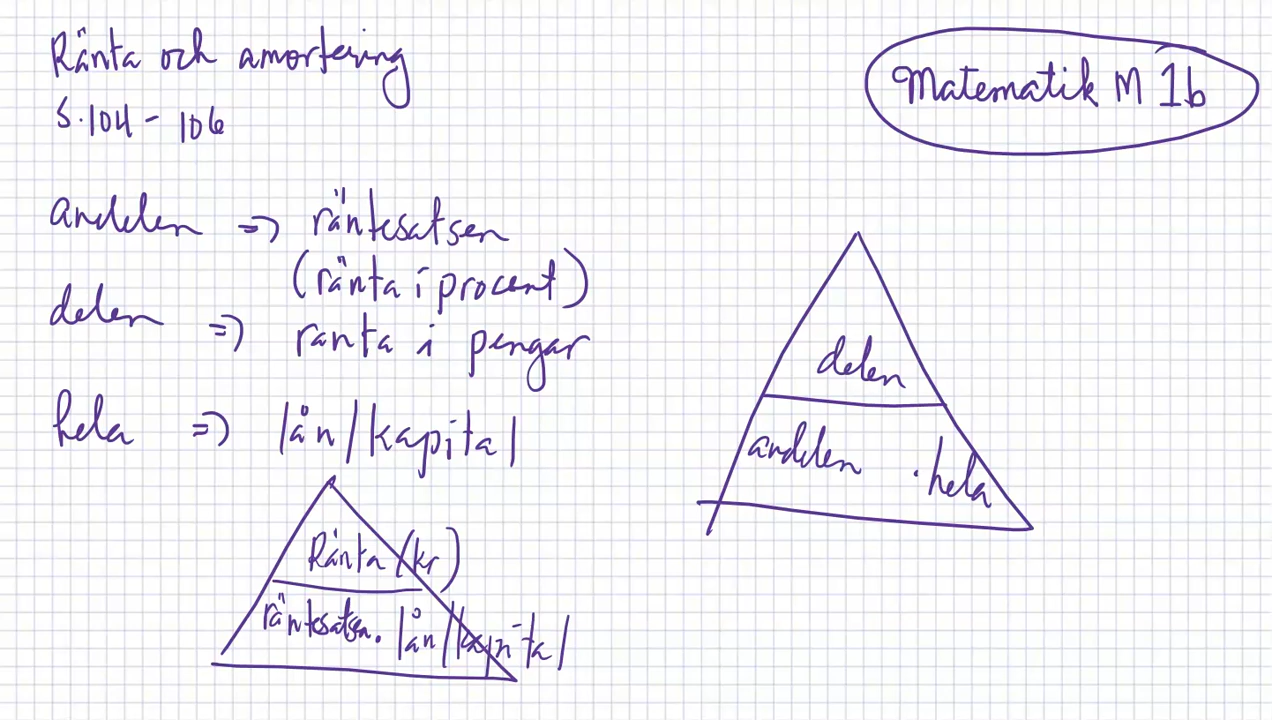 Ränta och amortering
S.104 - 106
Matematik M 1b
andelen => räntesatsen
(ränta i procent)
delen => ränta i pengar
hela => lån/kapital
delen
andelen · hela
Ränta (kr)
räntesatsen · lån/kapital